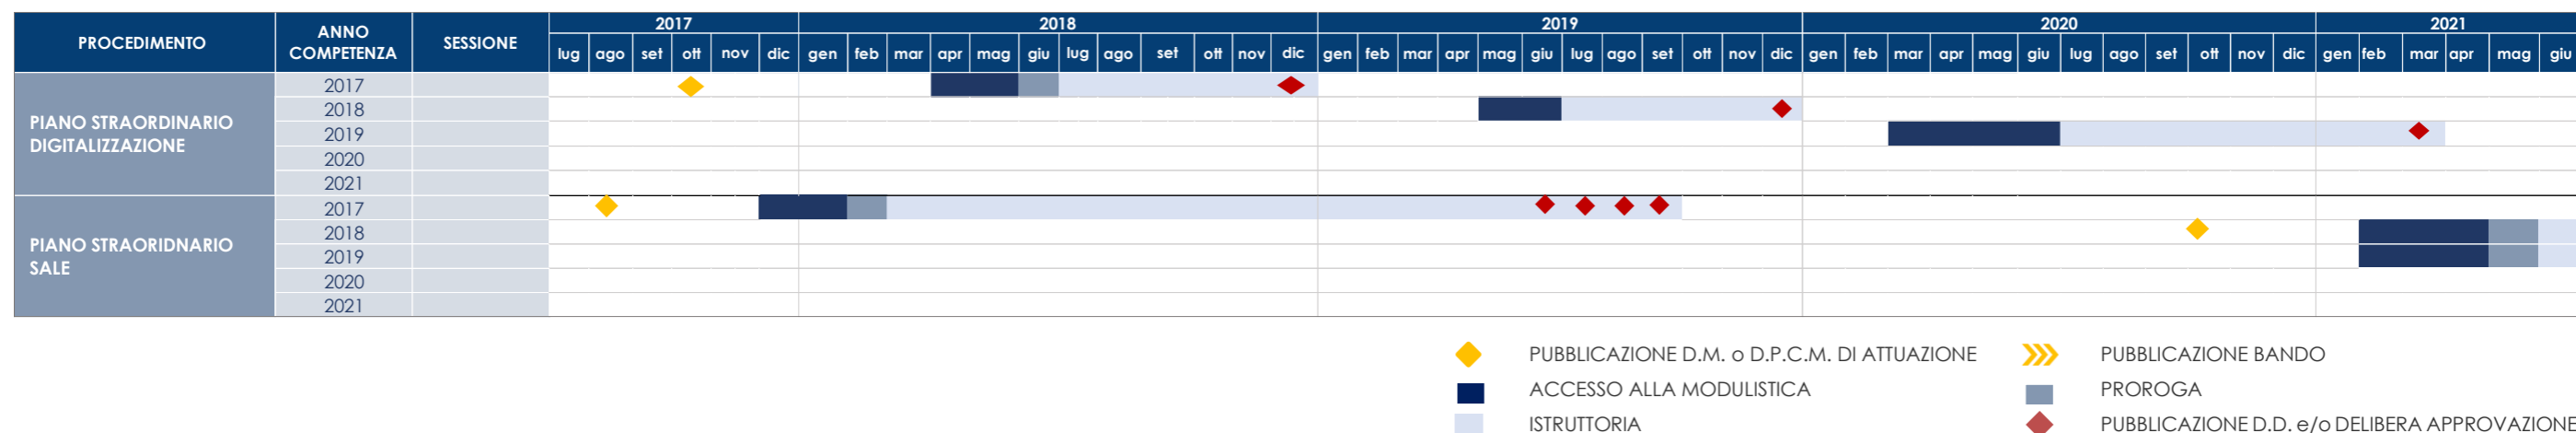 PROCEDIMENTO ANNO COMPETENZA SESSIONE 2017 2018 2019 2020 2021
lug ago set ott nov dic gen feb mar apr mag giu lug ago set ott nov dic gen feb mar apr mag giu lug ago set ott nov dic gen feb mar apr mag giu lug ago set ott nov dic gen feb mar apr mag giu
PIANO STRAORDINARIO
DIGITALIZZAZIONE
2017
2018
2019
2020
2021
PIANO STRAORIDNARIO
SALE
2017
2018
2019
2020
2021
PUBBLICAZIONE D.M. o D.P.C.M. DI ATTUAZIONE PUBBLICAZIONE BANDO
ACCESSO ALLA MODULISTICA PROROGA
ISTRUTTORIA PUBBLICAZIONE D.D. e/o DELIBERA APPROVAZIONE